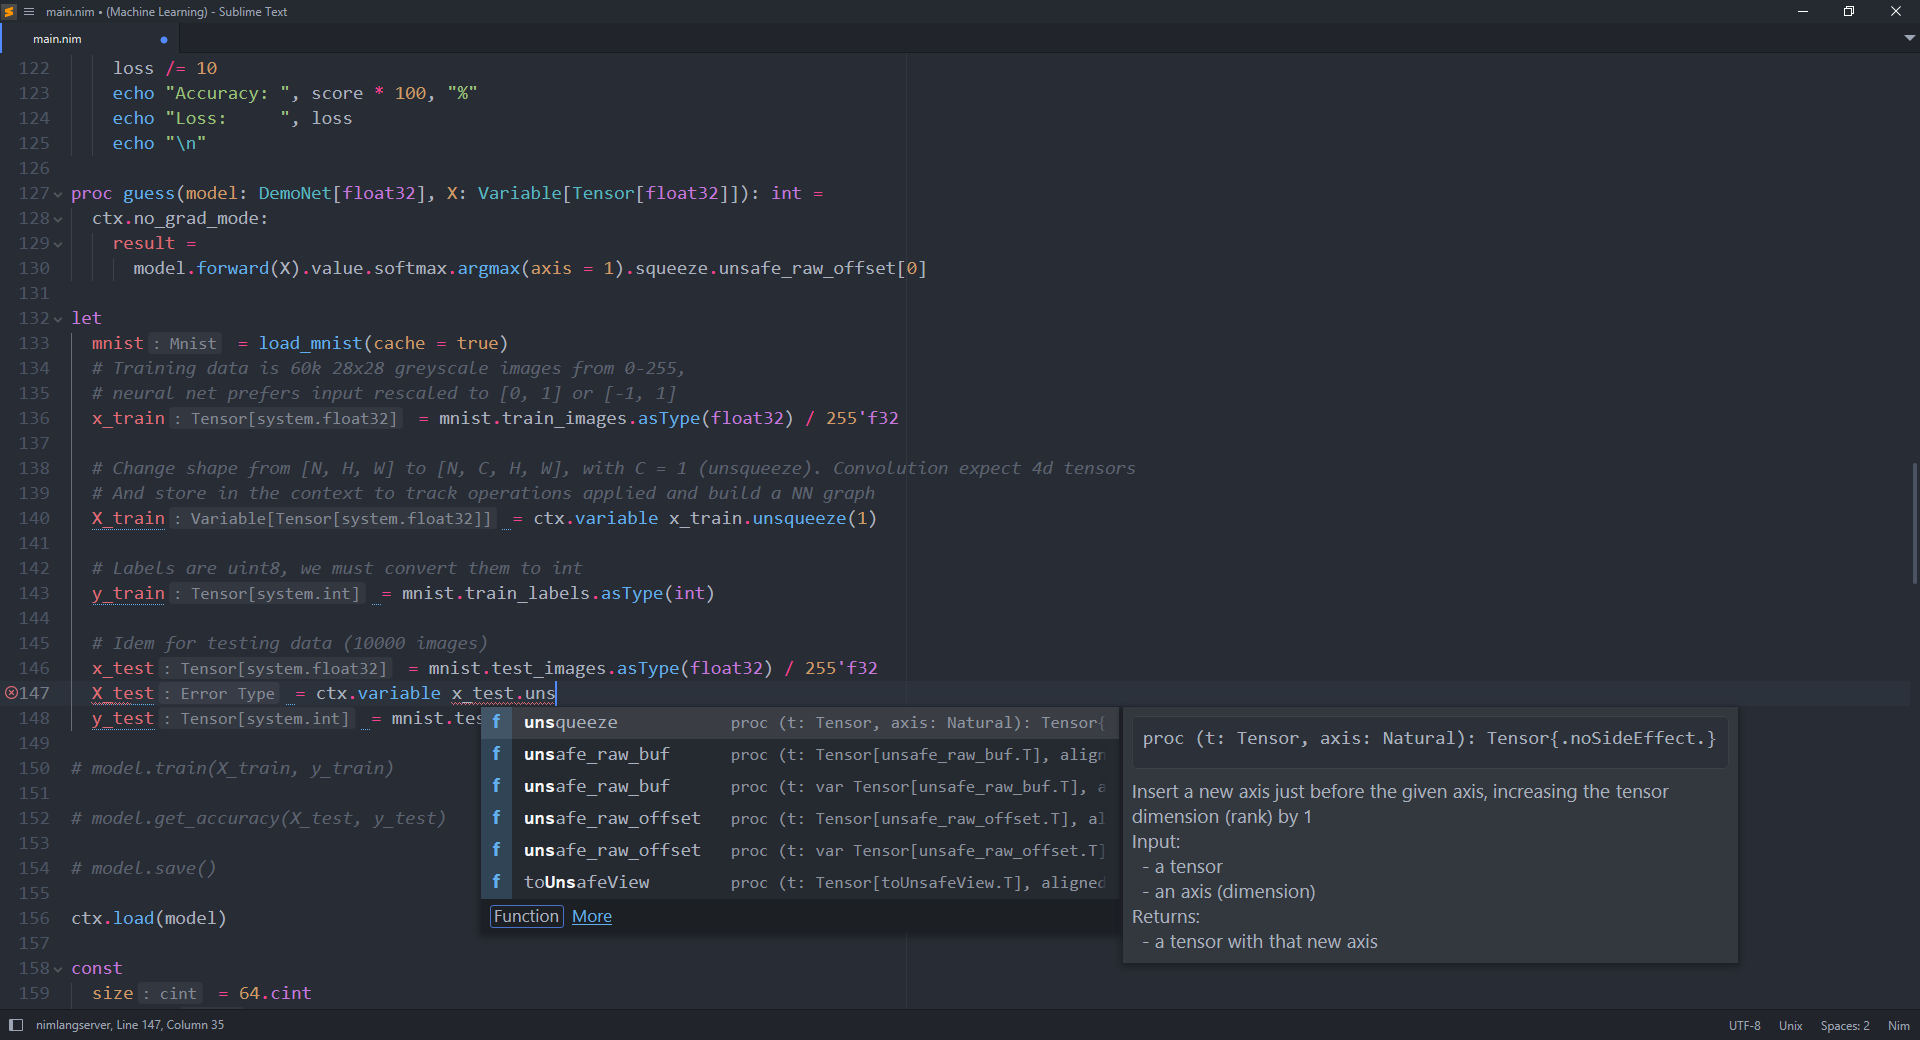 main.nim • (Machine Learning) - Sublime Text
main.nim
122 loss /= 10
123 echo "Accuracy: ", score * 100, "%"
124 echo "Loss:     ", loss
125 echo "\n"
126
127 proc guess(model: DemoNet[float32], X: Variable[Tensor[float32]]): int =
128 ctx.no_grad_mode:
129 result =
130 model.forward(X).value.softmax.argmax(axis = 1).squeeze.unsafe_raw_offset[0]
131
132 let
133 mnist : Mnist = load_mnist(cache = true)
134 # Training data is 60k 28x28 greyscale images from 0-255,
135 # neural net prefers input rescaled to [0, 1] or [-1, 1]
136 x_train : Tensor[system.float32] = mnist.train_images.asType(float32) / 255'f32
137
138 # Change shape from [N, H, W] to [N, C, H, W], with C = 1 (unsqueeze). Convolution expect 4d tensors
139 # And store in the context to track operations applied and build a NN graph
140 X_train : Variable[Tensor[system.float32]] = ctx.variable x_train.unsqueeze(1)
141
142 # Labels are uint8, we must convert them to int
143 y_train : Tensor[system.int] = mnist.train_labels.asType(int)
144
145 # Idem for testing data (10000 images)
146 x_test : Tensor[system.float32] = mnist.test_images.asType(float32) / 255'f32
147 X_test : Error Type = ctx.variable x_test.uns
148 y_test : Tensor[system.int] = mnist.tes
149
150 # model.train(X_train, y_train)
151
152 # model.get_accuracy(X_test, y_test)
153
154 # model.save()
155
156 ctx.load(model)
157
158 const
159 size : cint = 64.cint
f unsqueeze proc (t: Tensor, axis: Natural): Tensor{
f unsafe_raw_buf proc (t: Tensor[unsafe_raw_buf.T], align
f unsafe_raw_buf proc (t: var Tensor[unsafe_raw_buf.T], a
f unsafe_raw_offset proc (t: Tensor[unsafe_raw_offset.T], al
f unsafe_raw_offset proc (t: var Tensor[unsafe_raw_offset.T]
f toUnsafeView proc (t: Tensor[toUnsafeView.T], aligned
Function More
proc (t: Tensor, axis: Natural): Tensor{.noSideEffect.}
Insert a new axis just before the given axis, increasing the tensor
dimension (rank) by 1
Input:
- a tensor
- an axis (dimension)
Returns:
- a tensor with that new axis
nimlangserver, Line 147, Column 35
UTF-8 Unix Spaces: 2 Nim